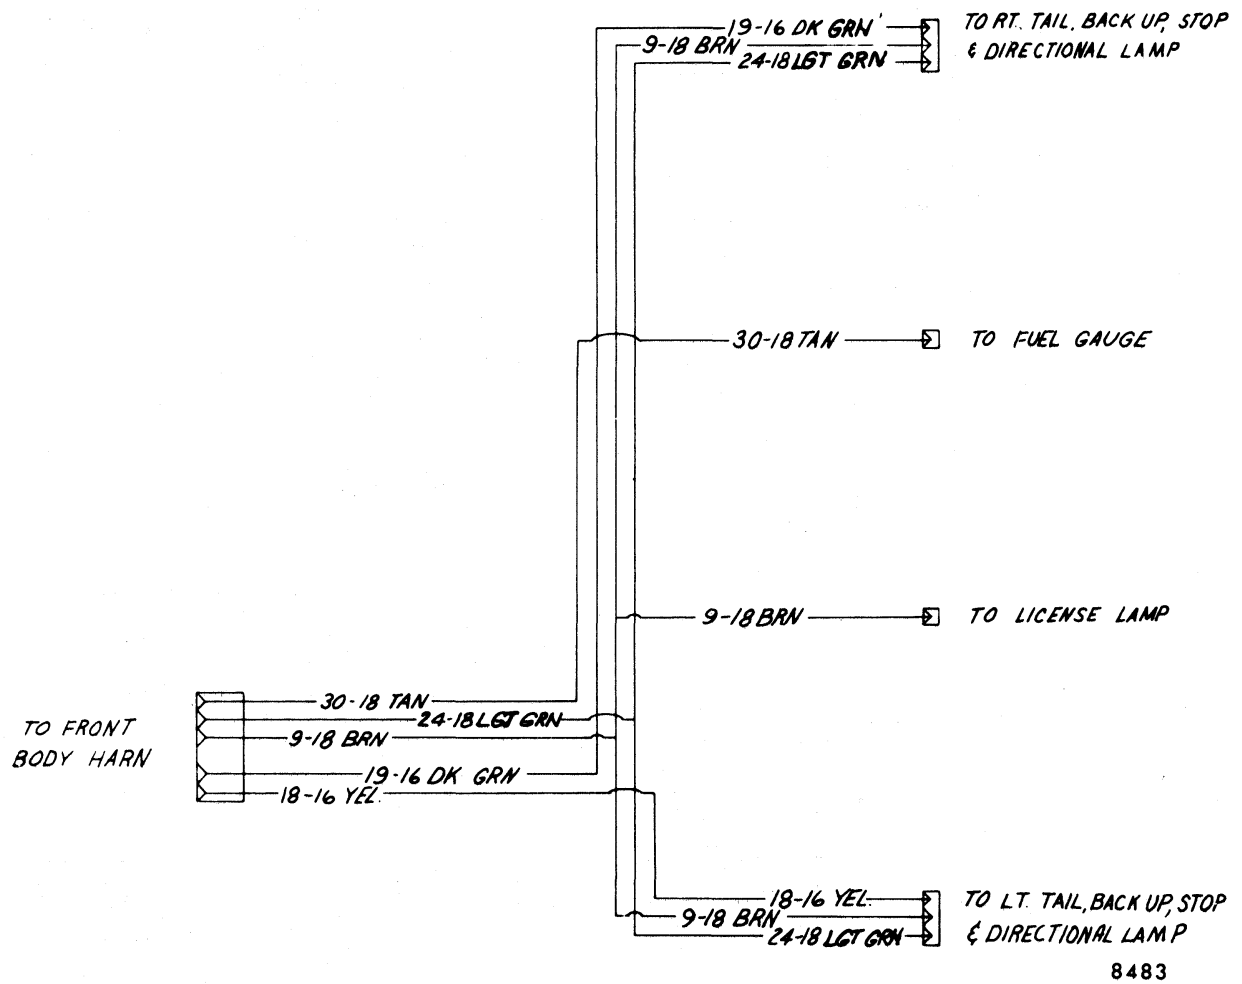 19-16 DK GRN
TO RT. TAIL, BACK UP, STOP
& DIRECTIONAL LAMP
9-18 BRN
24-18 LGT GRN
30-18 TAN
TO FUEL GAUGE
9-18 BRN
TO LICENSE LAMP
TO FRONT
BODY HARN
30-18 TAN
24-18 LGT GRN
9-18 BRN
19-16 DK GRN
18-16 YEL.
18-16 YEL.
9-18 BRN
24-18 LGT GRN
TO LT. TAIL, BACK UP, STOP
& DIRECTIONAL LAMP
8483